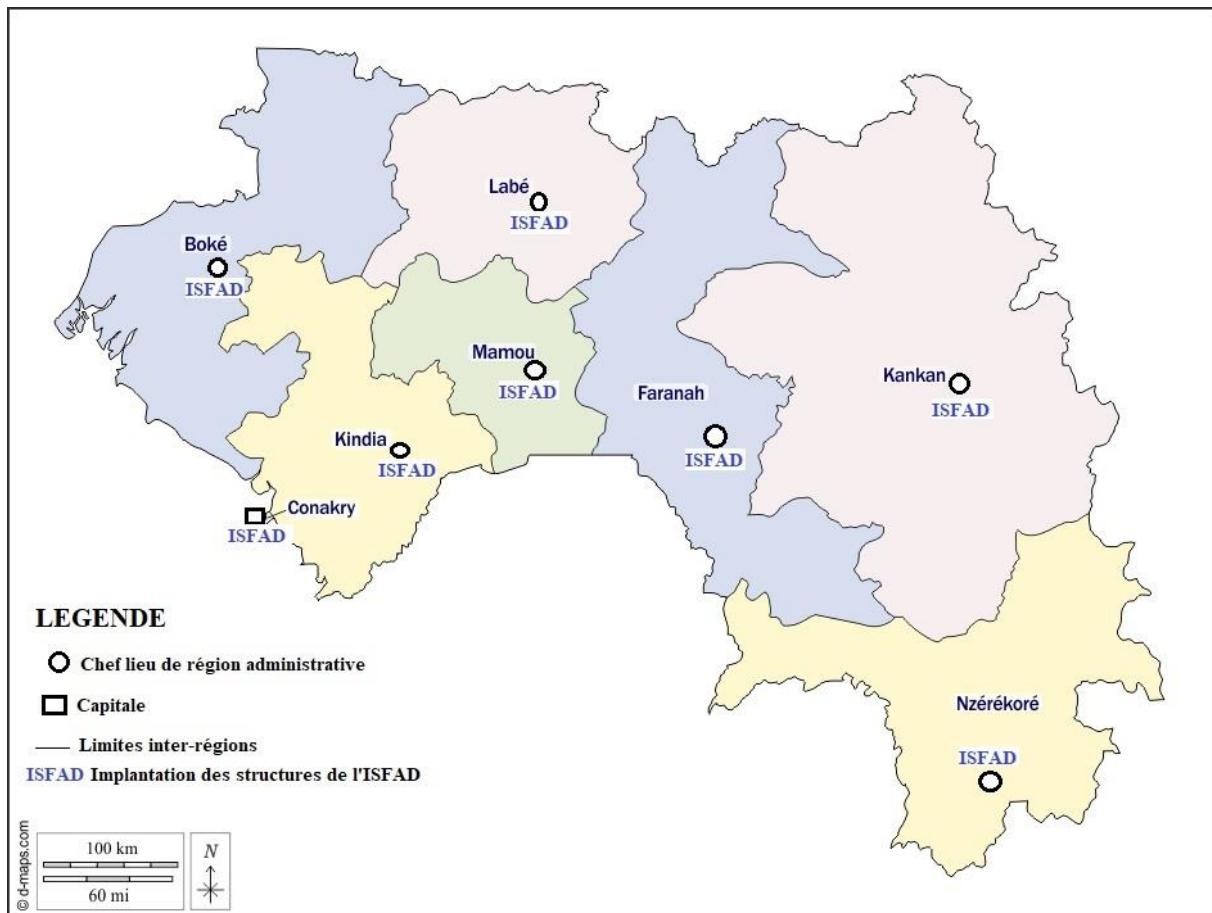 Labé
ISFAD
Boké
ISFAD
Mamou
ISFAD
Kankan
ISFAD
Faranah
ISFAD
Kindia
ISFAD
Conakry
ISFAD
Nzérékoré
ISFAD
LEGENDE
Chef lieu de région administrative
Capitale
Limites inter-régions
ISFAD Implantation des structures de l'ISFAD
100 km
60 mi
N
© d-maps.com